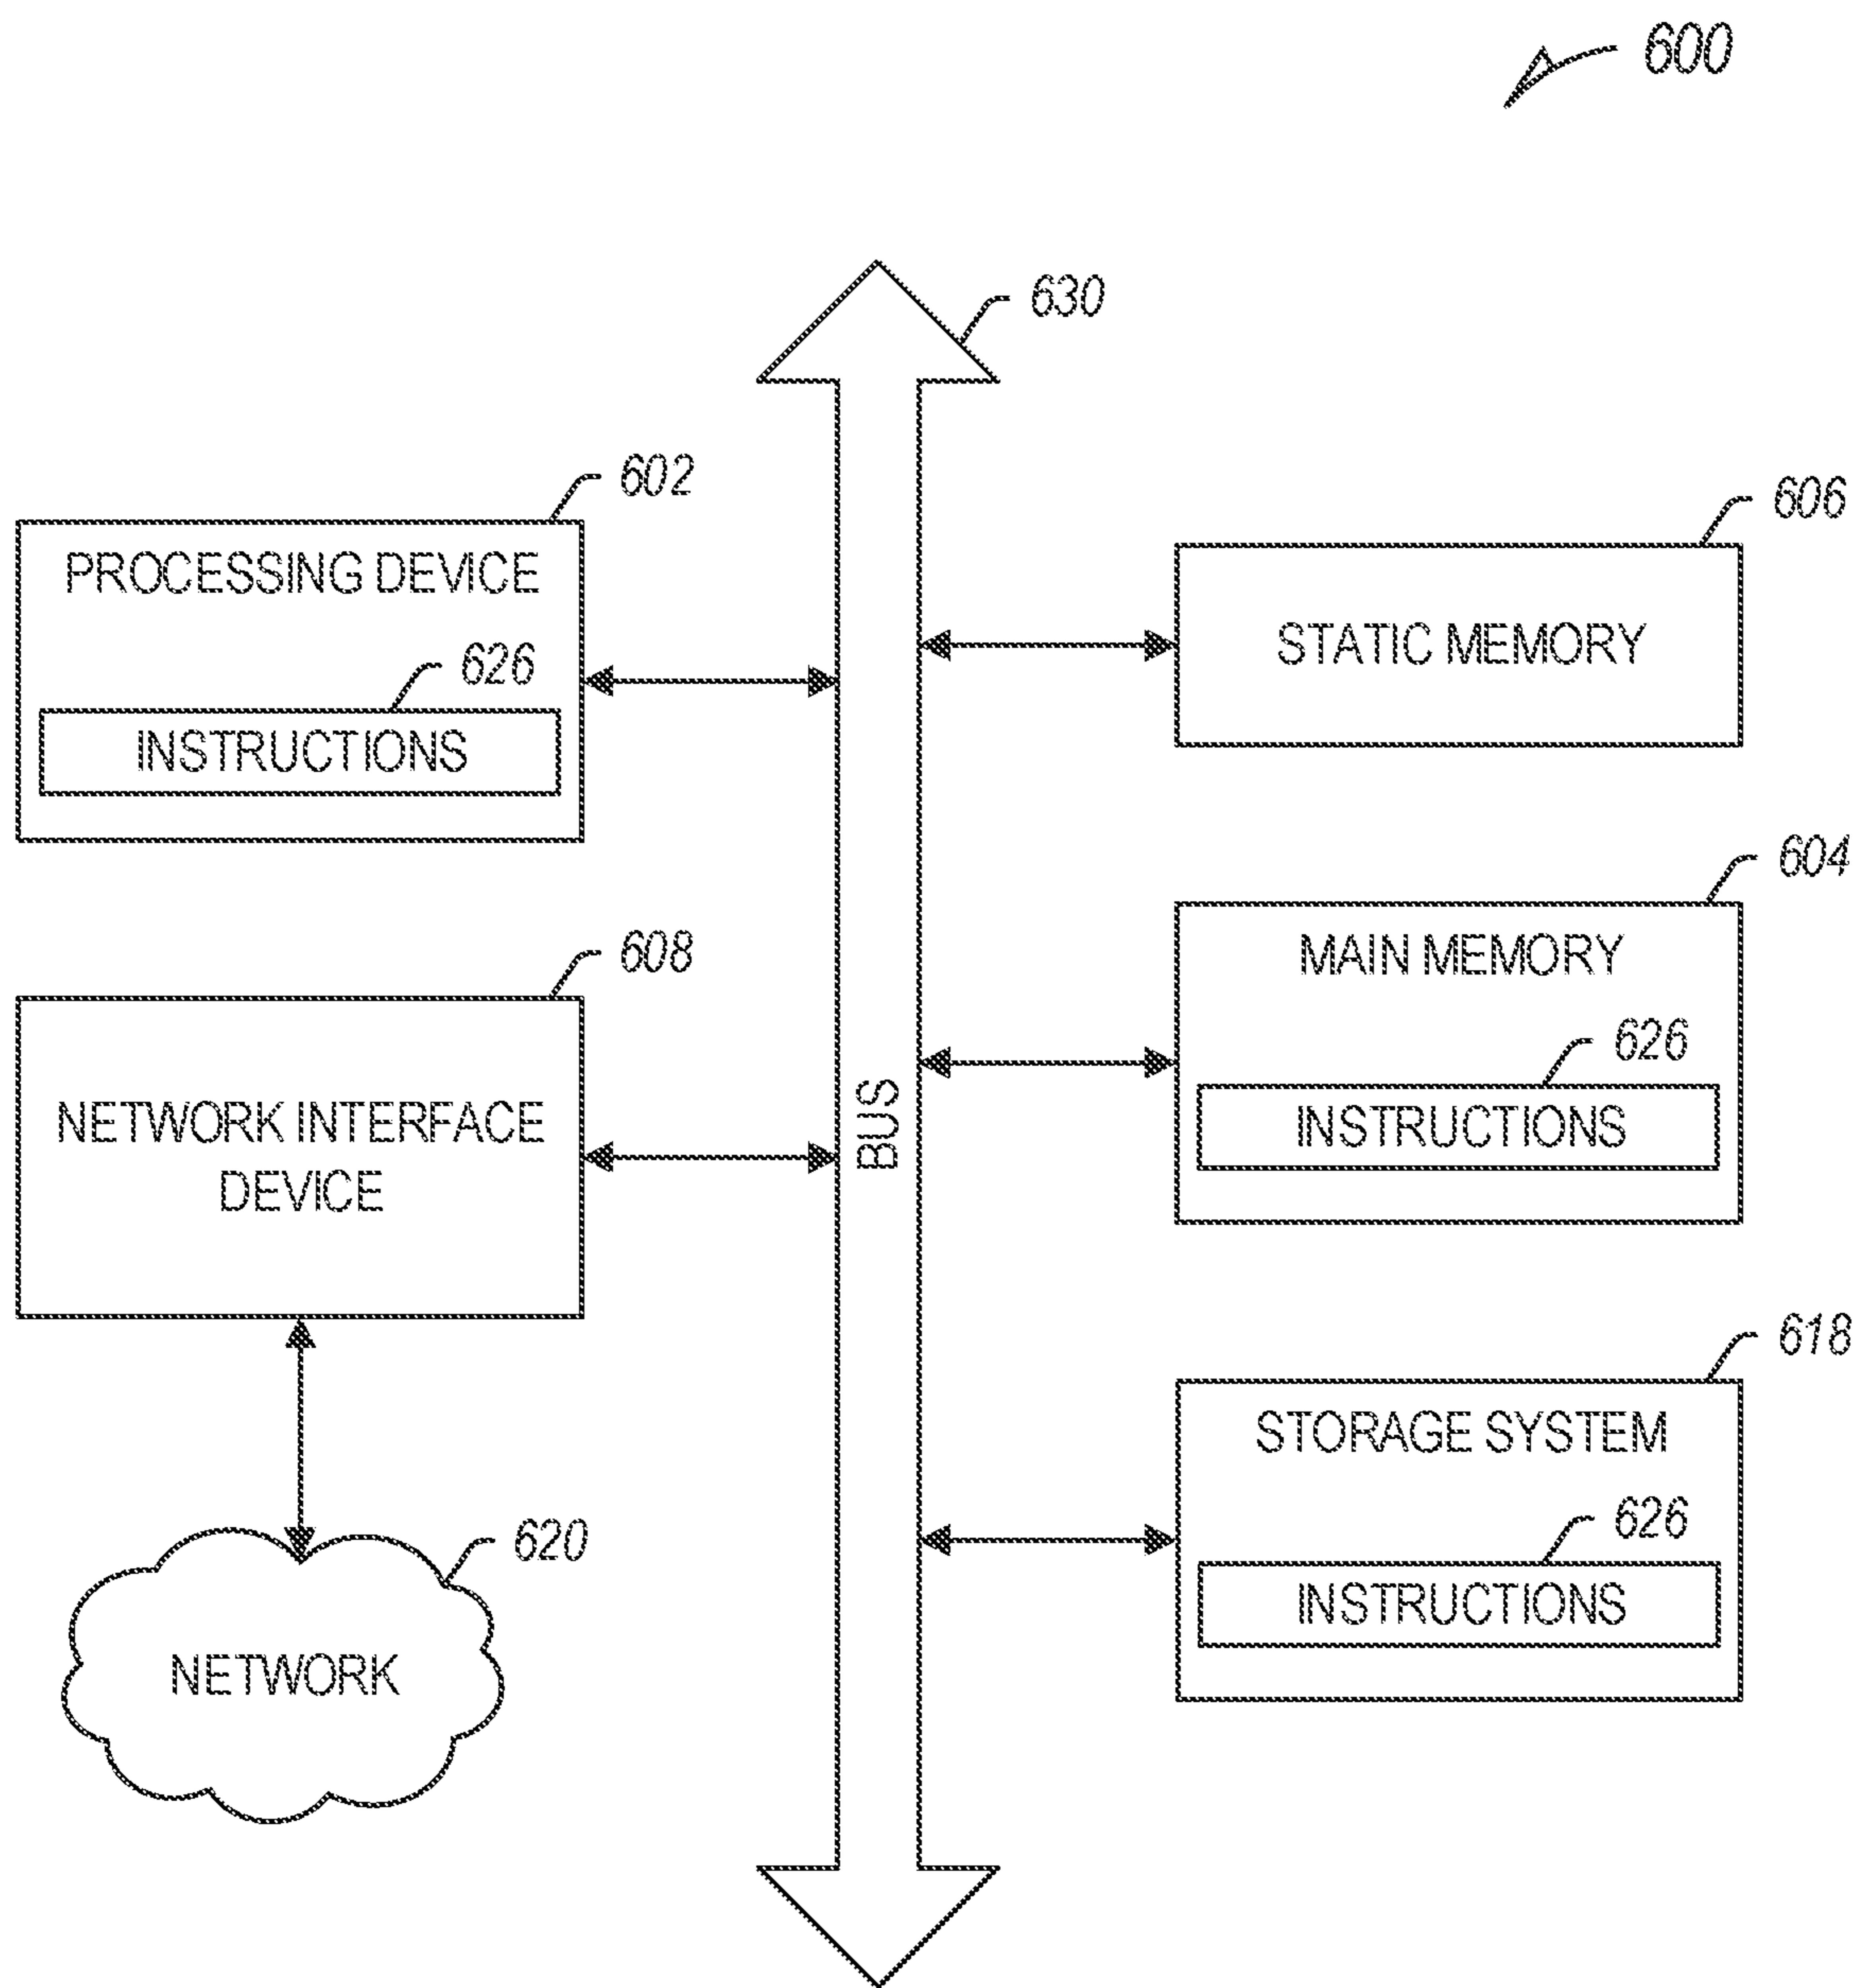 600
630
602
PROCESSING DEVICE
626
INSTRUCTIONS
606
STATIC MEMORY
604
MAIN MEMORY
626
INSTRUCTIONS
608
NETWORK INTERFACE
DEVICE
BUS
618
STORAGE SYSTEM
626
INSTRUCTIONS
620
NETWORK